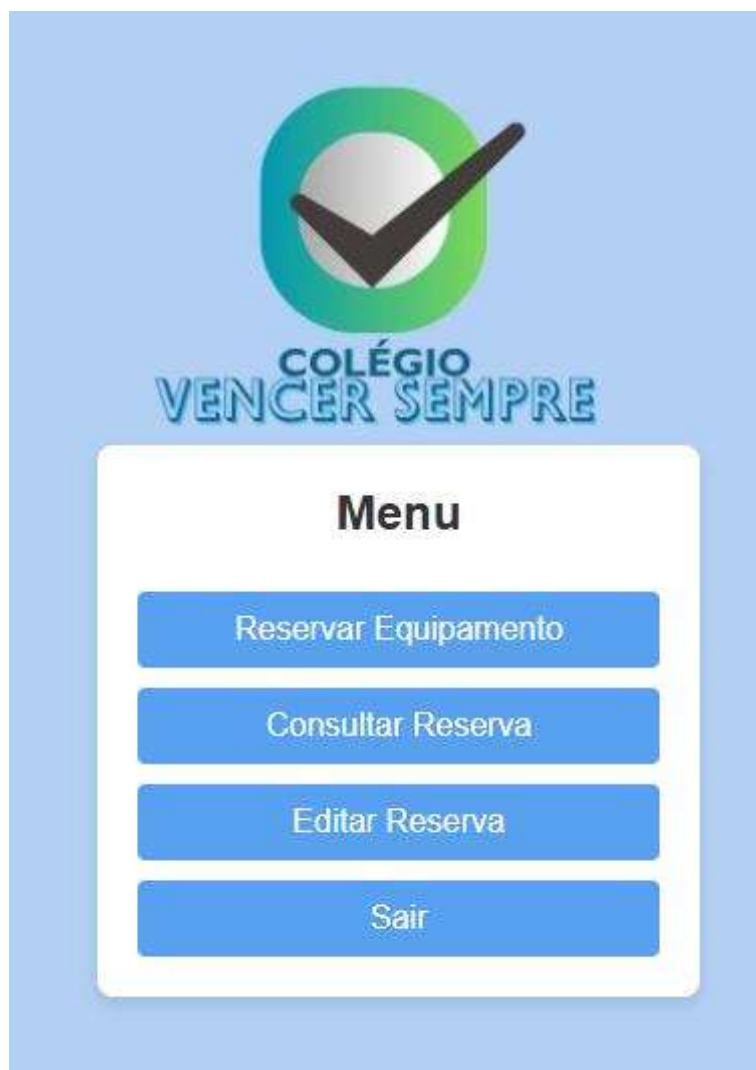 COLÉGIO
VENCER SEMPRE
Menu
Reservar Equipamento
Consultar Reserva
Editar Reserva
Sair